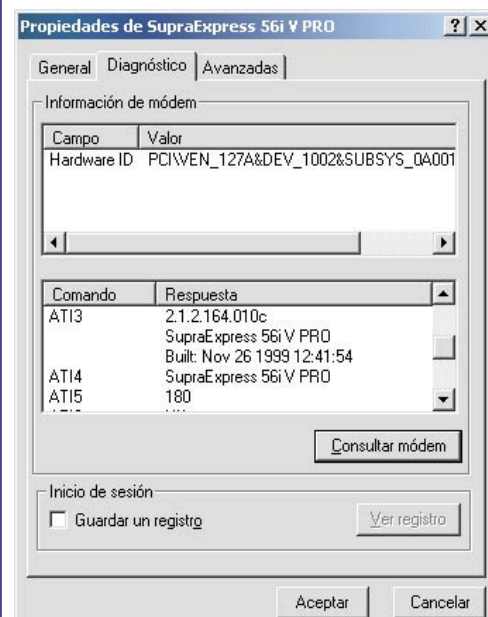 Propiedades de SupraExpress 56i V PRO
General Diagnóstico Avanzadas
Información de módem
Campo Valor
Hardware ID PCI\VEN_127A&DEV_1002&SUBSYS_0A001
Comando Respuesta
ATI3 2.1.2.164.010c
SupraExpress 56i V PRO
Built: Nov 26 1999 12:41:54
ATI4 SupraExpress 56i V PRO
ATI5 180
Consultar módem
Inicio de sesión
Guardar un registro Ver registro
Aceptar Cancelar